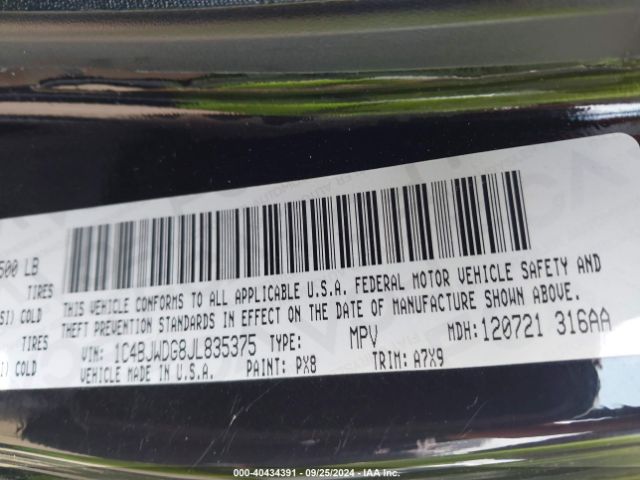 500 LB
TIRES
SI) COLD
TIRES
I) COLD
THIS VEHICLE CONFORMS TO ALL APPLICABLE U.S.A. FEDERAL MOTOR VEHICLE SAFETY AND
THEFT PREVENTION STANDARDS IN EFFECT ON THE DATE OF MANUFACTURE SHOWN ABOVE.
VIN: 1C4BJWDG8JL835375 TYPE: MPV MDH:120721 316AA
VEHICLE MADE IN U.S.A. PAINT: PX8 TRIM: A7X9
000-40434391 - 09/25/2024 - IAA Inc.